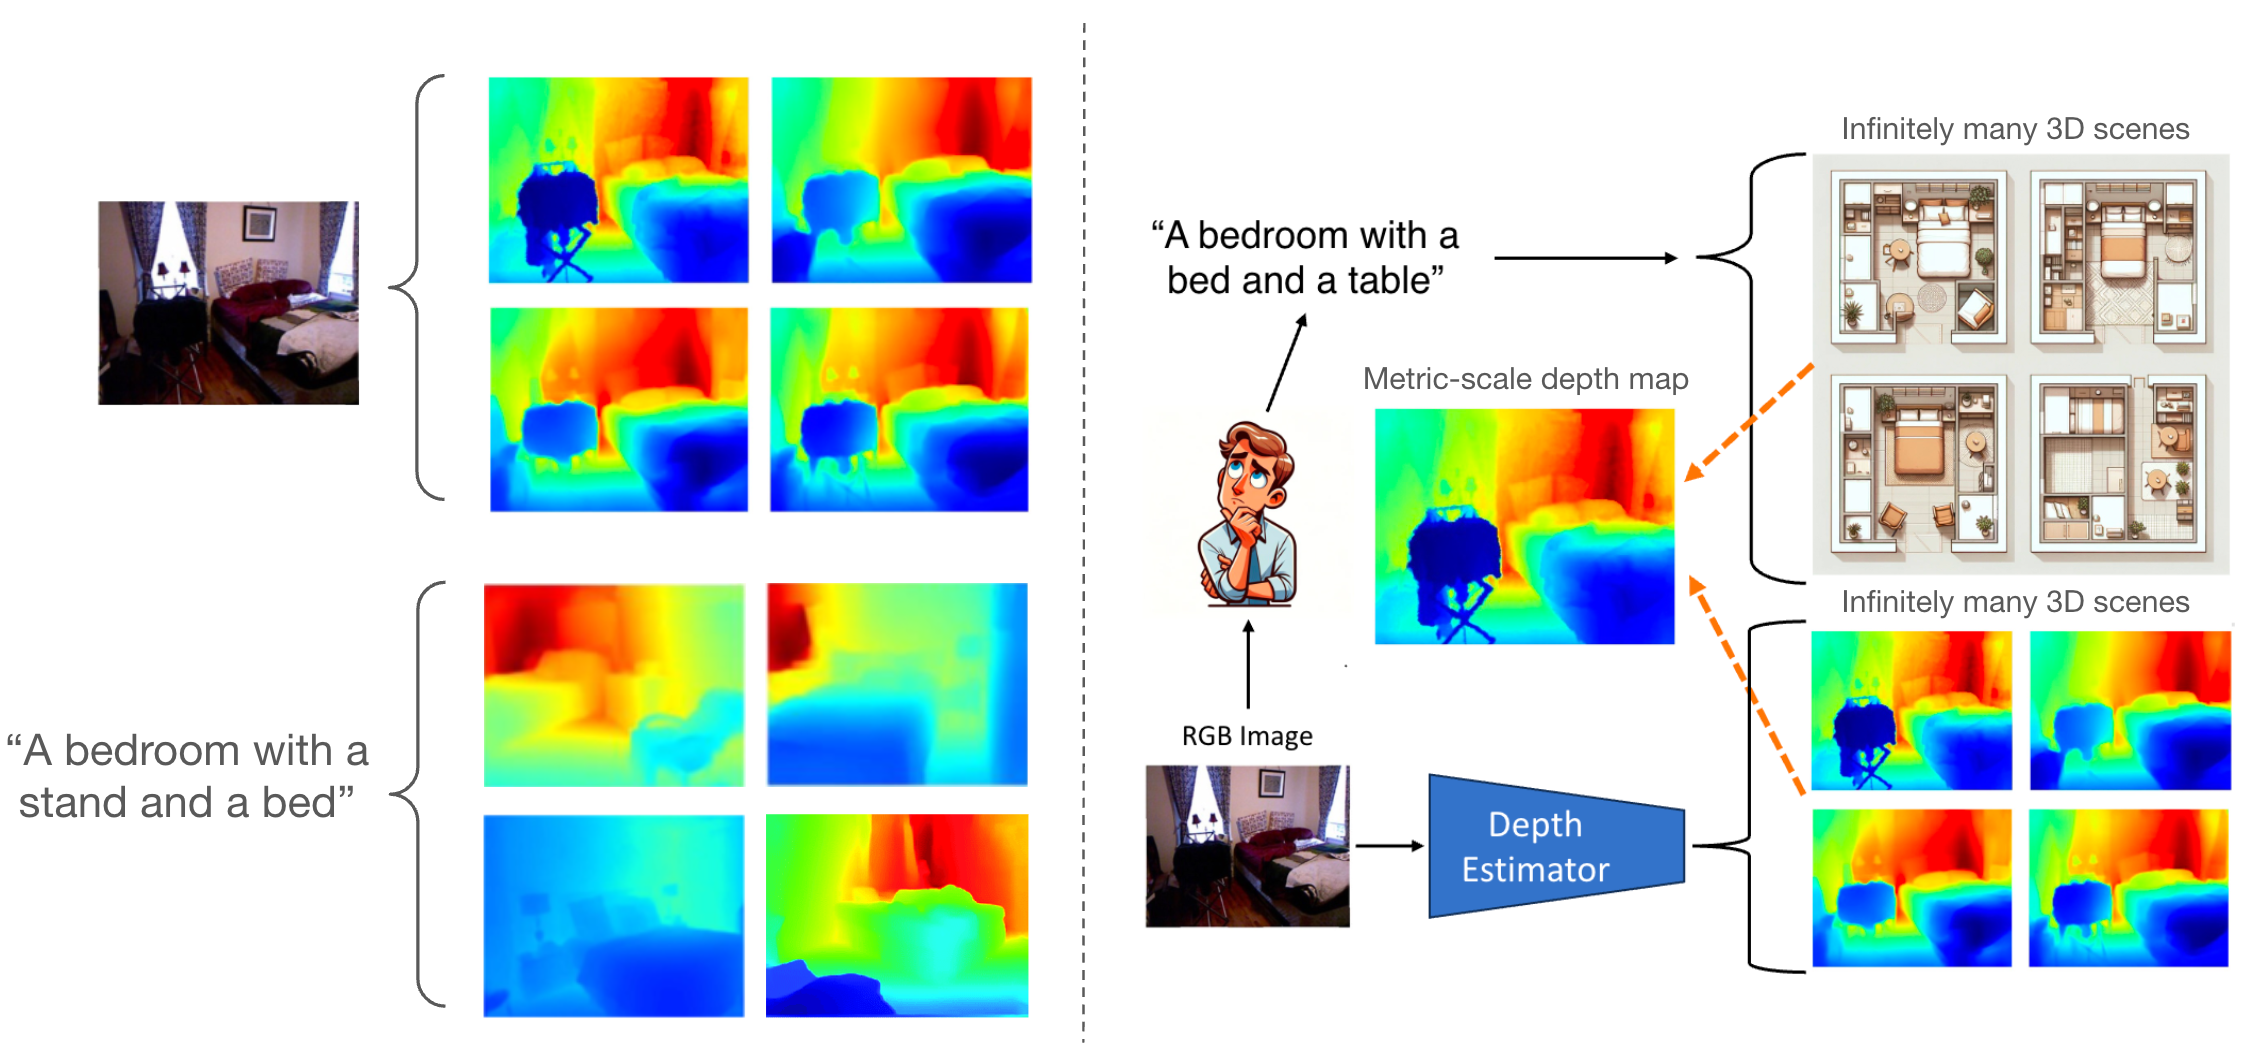 “A bedroom with a
stand and a bed”
Infinitely many 3D scenes
“A bedroom with a
bed and a table”
Metric-scale depth map
Infinitely many 3D scenes
RGB Image
Depth
Estimator